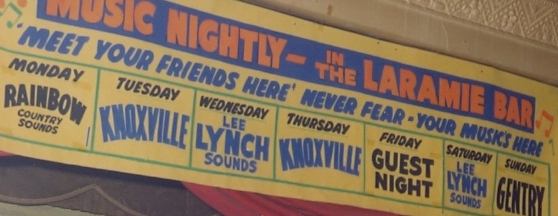 MUSIC NIGHTLY- IN THE LARAMIE BAR
'MEET YOUR FRIENDS HERE' NEVER FEAR - YOUR MUSIC'S HERE
MONDAY
RAINBOW
COUNTRY
SOUNDS
TUESDAY
KNOXVILLE
WEDNESDAY
LEE
LYNCH
SOUNDS
THURSDAY
KNOXVILLE
FRIDAY
GUEST
NIGHT
SATURDAY
LEE
LYNCH
SOUNDS
SUNDAY
GENTRY